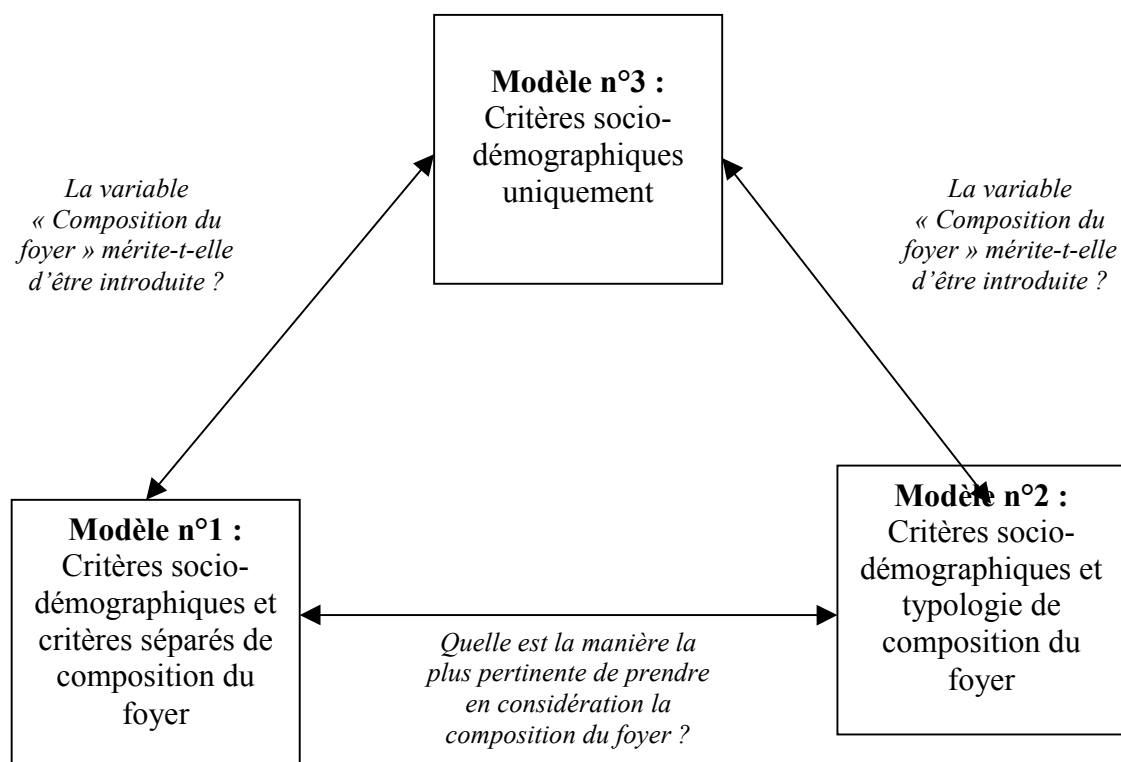 Modèle n°3 :
Critères socio-
démographiques
uniquement
La variable
« Composition du
foyer » mérite-t-elle
d’être introduite ?
La variable
« Composition du
foyer » mérite-t-elle
d’être introduite ?
Modèle n°1 :
Critères socio-
démographiques et
critères séparés de
composition du
foyer
Quelle est la manière la
plus pertinente de prendre
en considération la
composition du foyer ?
Modèle n°2 :
Critères socio-
démographiques et
typologie de
composition du
foyer